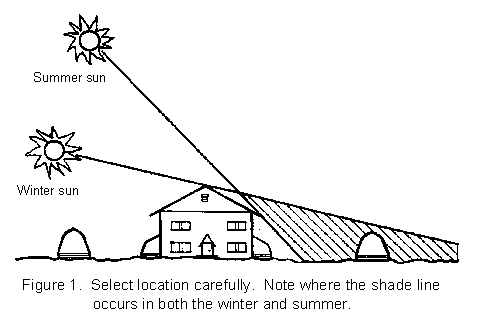 Summer sun
Winter sun
Figure 1. Select location carefully. Note where the shade line
occurs in both the winter and summer.